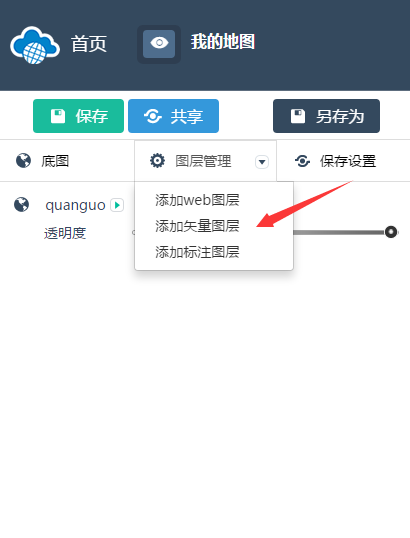 首页
我的地图
保存
共享
另存为
底图
图层管理
保存设置
quanguo
添加web图层
添加矢量图层
添加标注图层
透明度